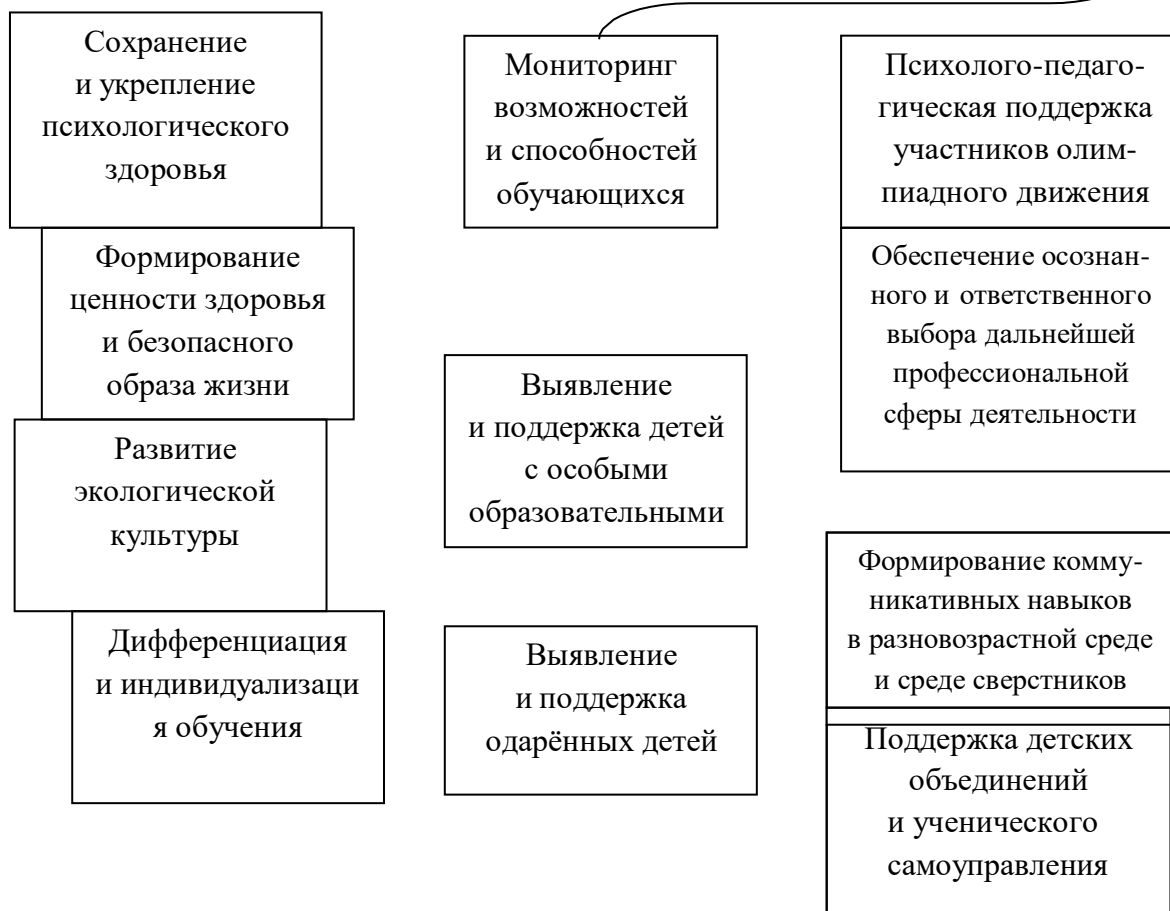 Сохранение
и укрепление
психологического
здоровья
Формирование
ценности здоровья
и безопасного
образа жизни
Развитие
экологической
культуры
Дифференциация
и индивидуализаци
я обучения
Мониторинг
возможностей
и способностей
обучающихся
Выявление
и поддержка детей
с особыми
образовательными
Выявление
и поддержка
одарённых детей
Психолого-педаго-
гическая поддержка
участников олим-
пиадного движения
Обеспечение осознан-
ного и ответственного
выбора дальнейшей
профессиональной
сферы деятельности
Формирование комму-
никативных навыков
в разновозрастной среде
и среде сверстников
Поддержка детских
объединений
и ученического
самоуправления